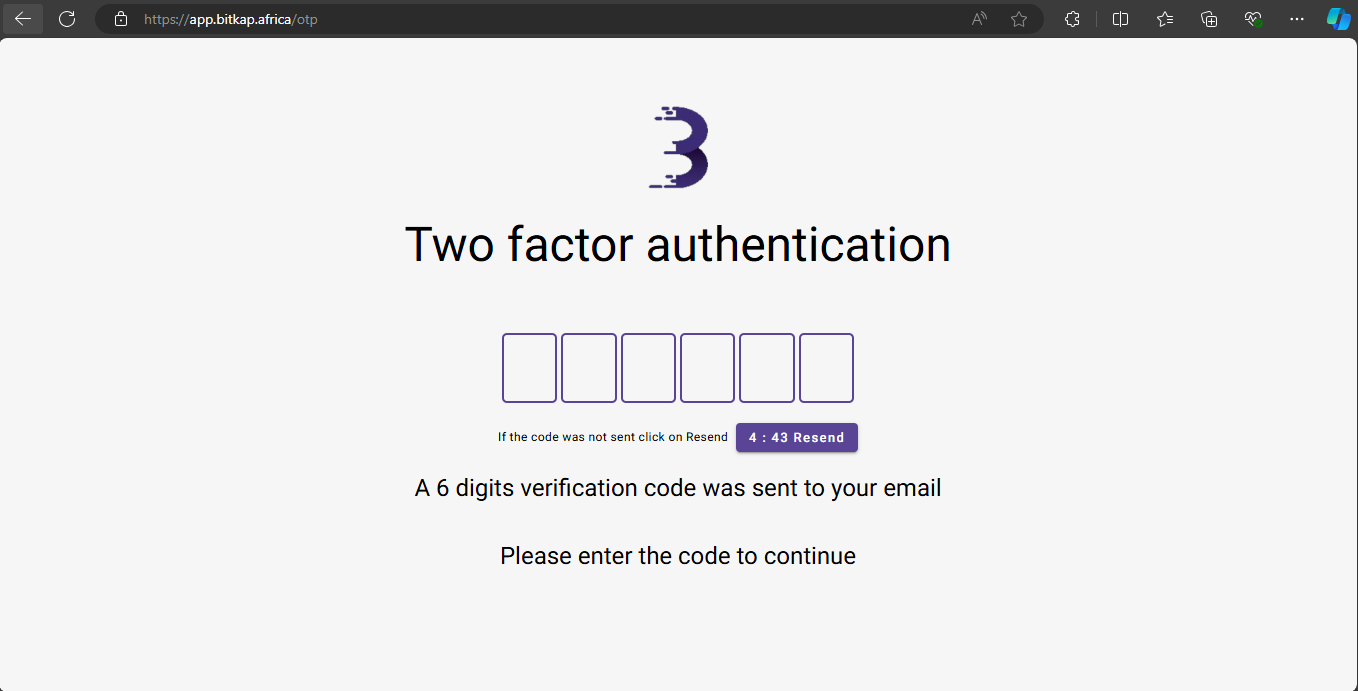 https://app.bitkap.africa/otp
Two factor authentication
If the code was not sent click on Resend 4 : 43 Resend
A 6 digits verification code was sent to your email
Please enter the code to continue